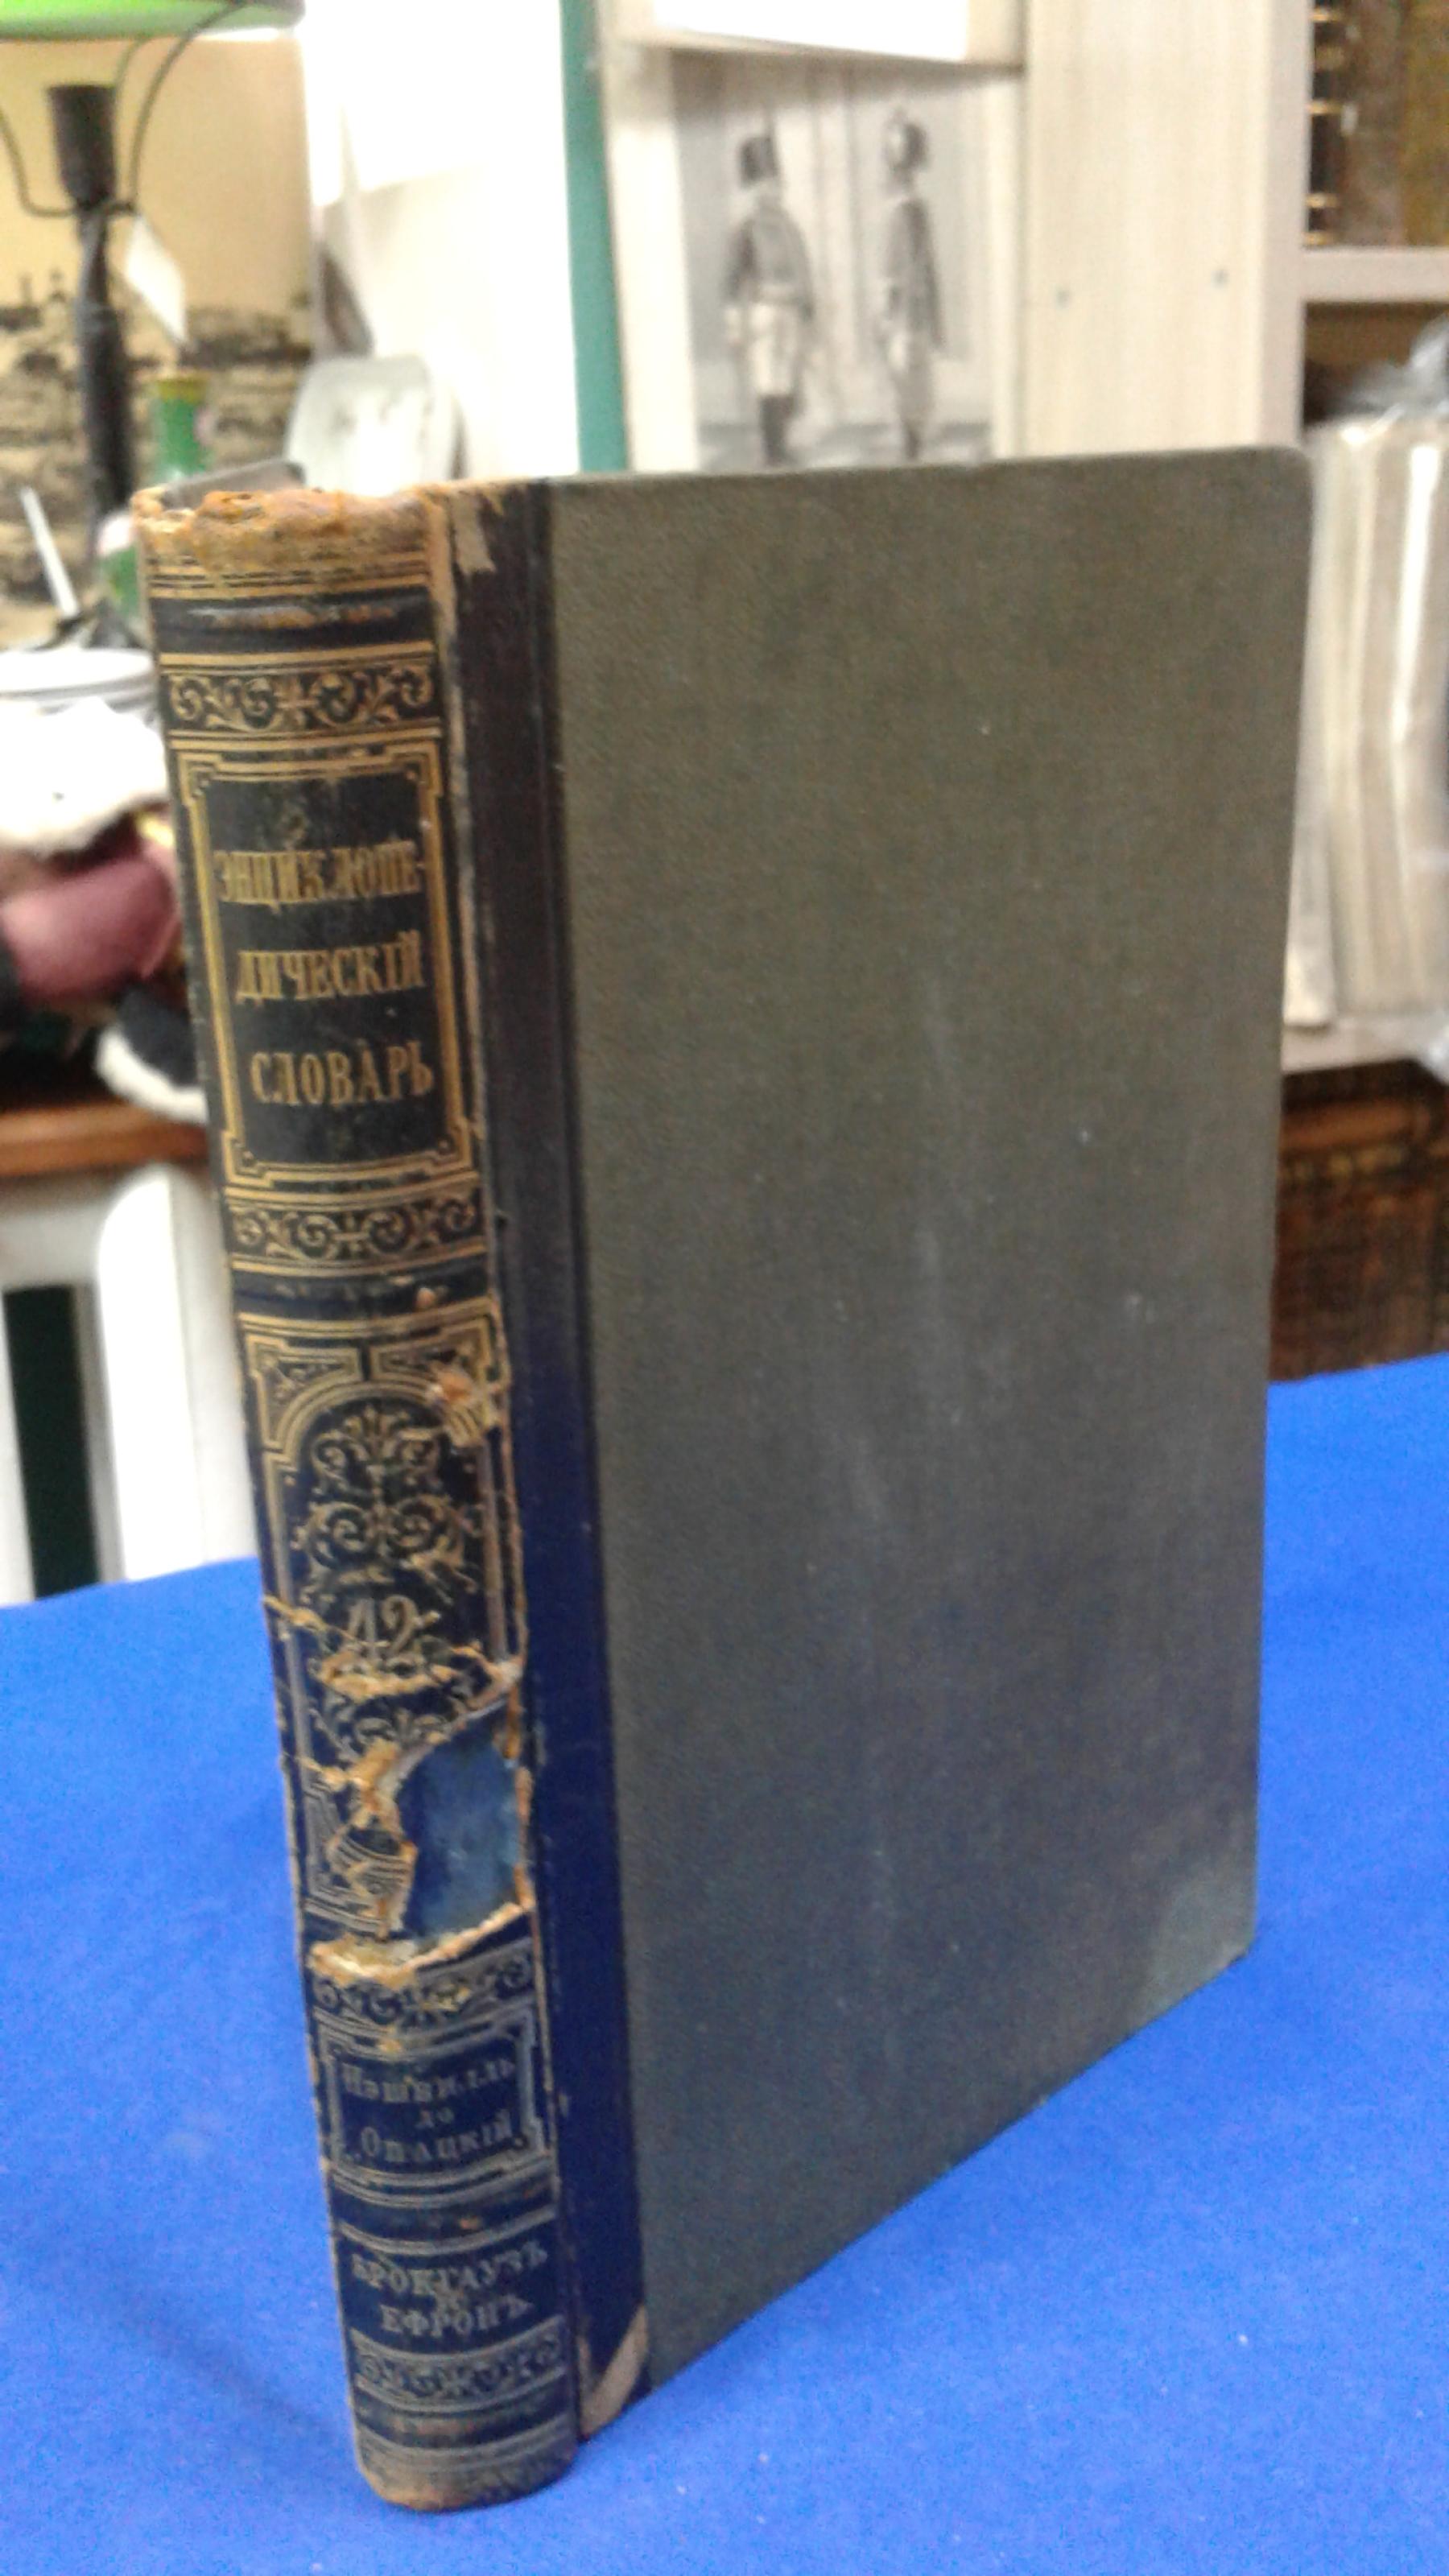 ЭНЦИКЛОПЕ-
ДИЧЕСКІЙ
СЛОВАРЬ
42
Нэшвилль
до
Опацкій
БРОКГАУЗЪ
ЕФРОНЪ